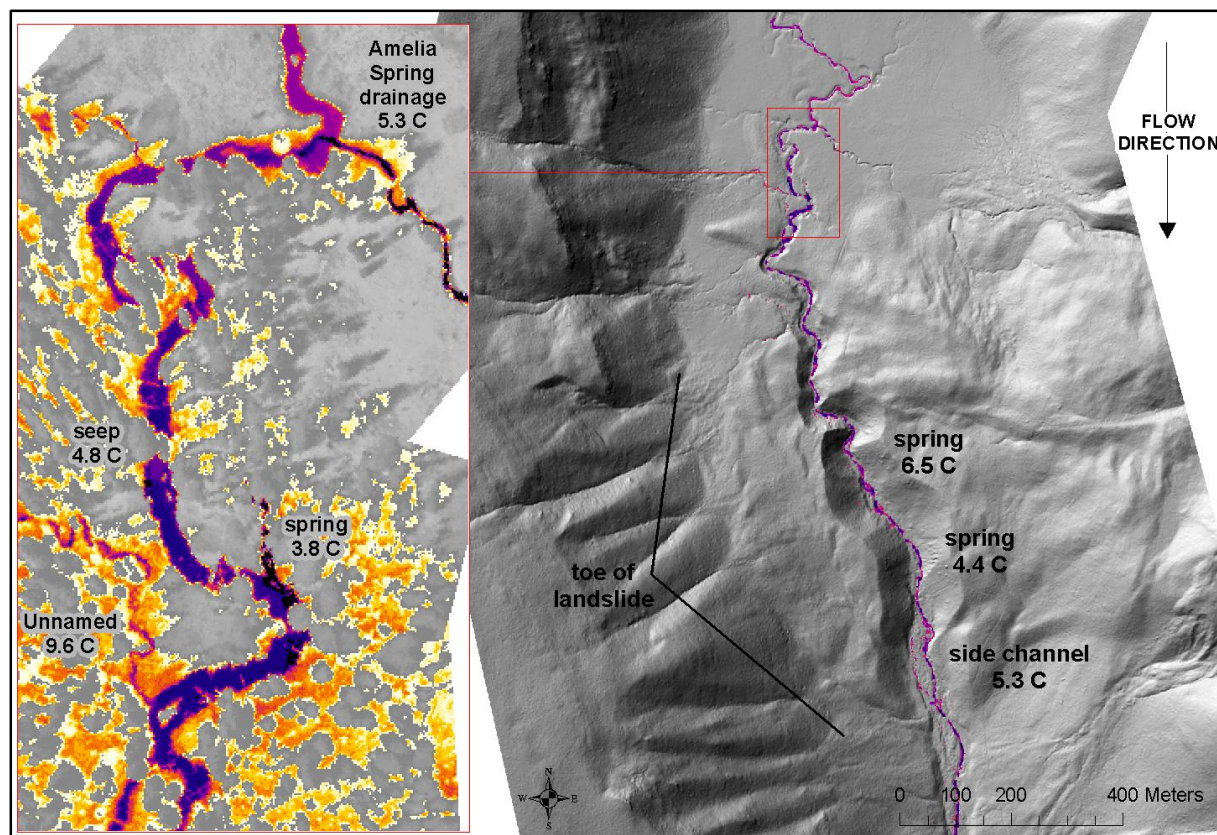 Amelia
Spring
drainage
5.3 C
seep
4.8 C
spring
3.8 C
Unnamed
9.6 C
FLOW
DIRECTION
spring
6.5 C
spring
4.4 C
toe of
landslide
side channel
5.3 C
N
W E
S
0 100 200 400 Meters